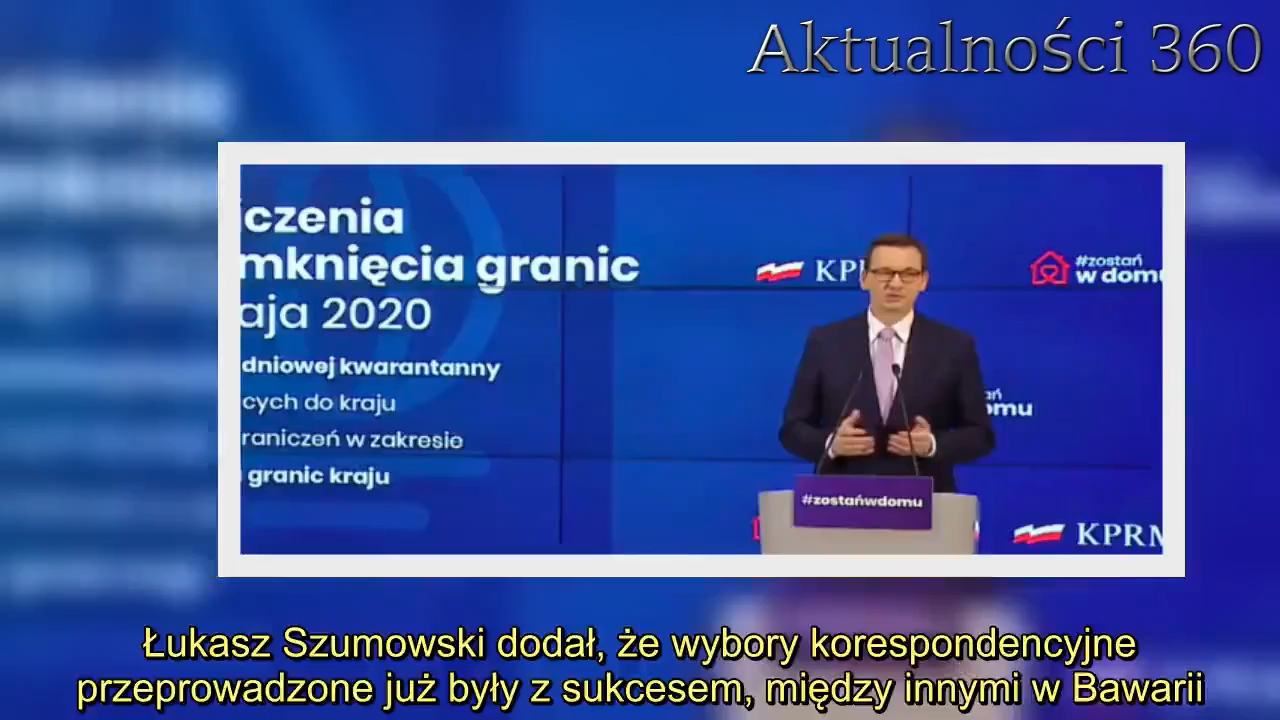 Aktualności 360
iczenia
mknięcia granic
aja 2020
dniowej kwarantanny
cych do kraju
raniczeń w zakresie
granic kraju
KPR
#zostań
w domu
ań
omu
#zostańwdomu
KPRM
Łukasz Szumowski dodał, że wybory korespondencyjne
przeprowadzone już były z sukcesem, między innymi w Bawarii